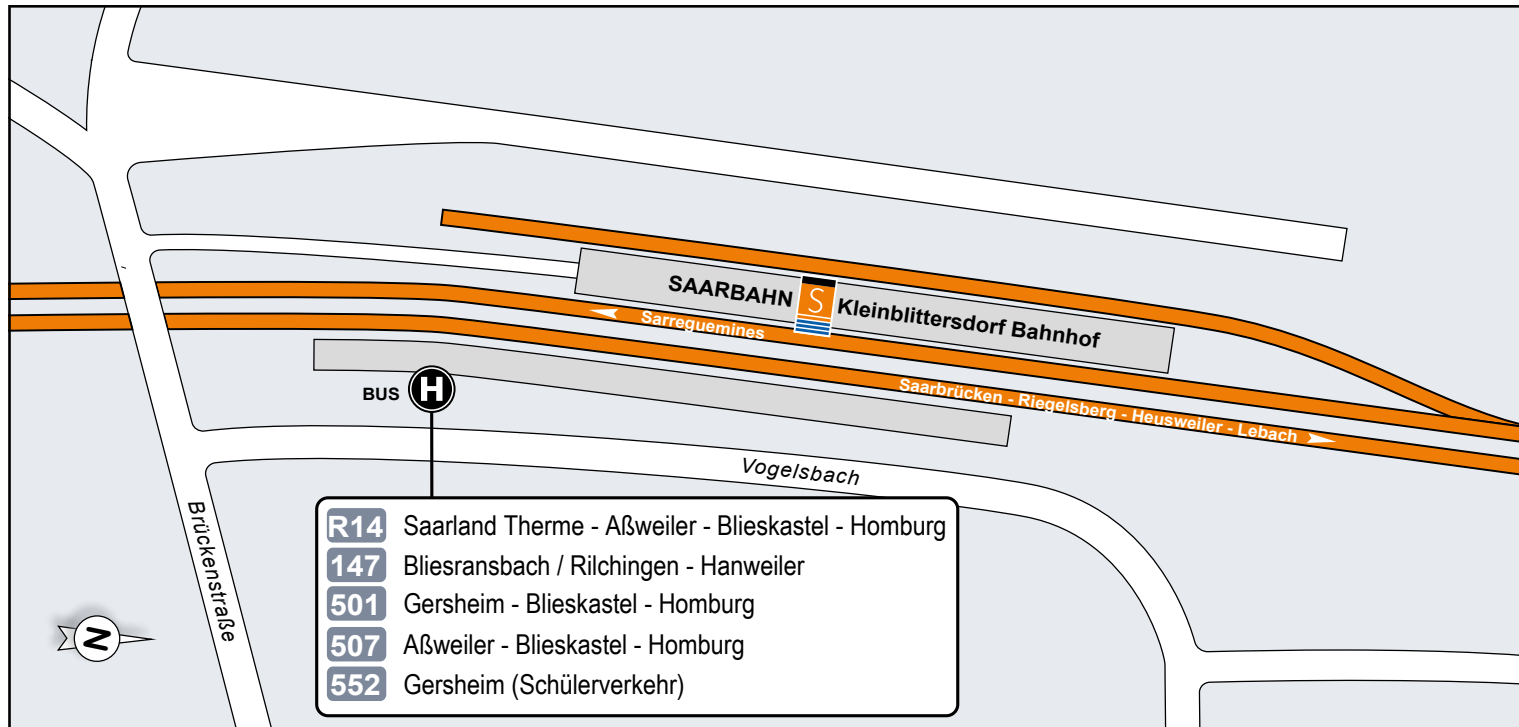 SAARBAHN S Kleinblittersdorf Bahnhof
Sarreguemines
Saarbrücken - Riegelsberg - Heusweiler - Lebach
BUS H
Vogelsbach
Brückenstraße
R14 Saarland Therme - Aßweiler - Blieskastel - Homburg
147 Bliesransbach / Rilchingen - Hanweiler
501 Gersheim - Blieskastel - Homburg
507 Aßweiler - Blieskastel - Homburg
552 Gersheim (Schülerverkehr)
N